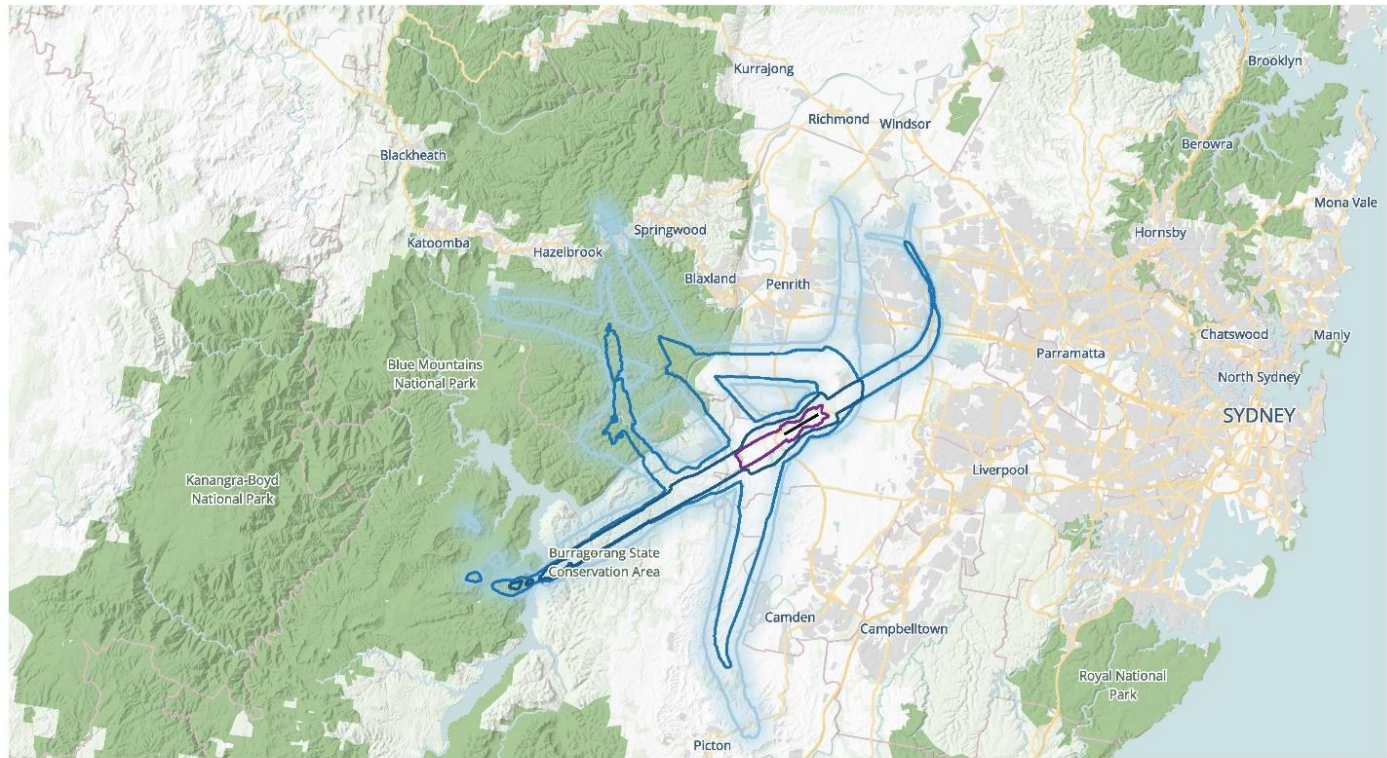 Brooklyn
Kurrajong
Richmond
Windsor
Berowra
Blackheath
Mona Vale
Springwood
Hornsby
Katoomba
Hazelbrook
Blaxland
Penrith
Chatswood
Manly
Parramatta
Blue Mountains
National Park
North Sydney
SYDNEY
Liverpool
Kanangra-Boyd
National Park
Burragorang State
Conservation Area
Camden
Campbelltown
Royal National
Park
Picton